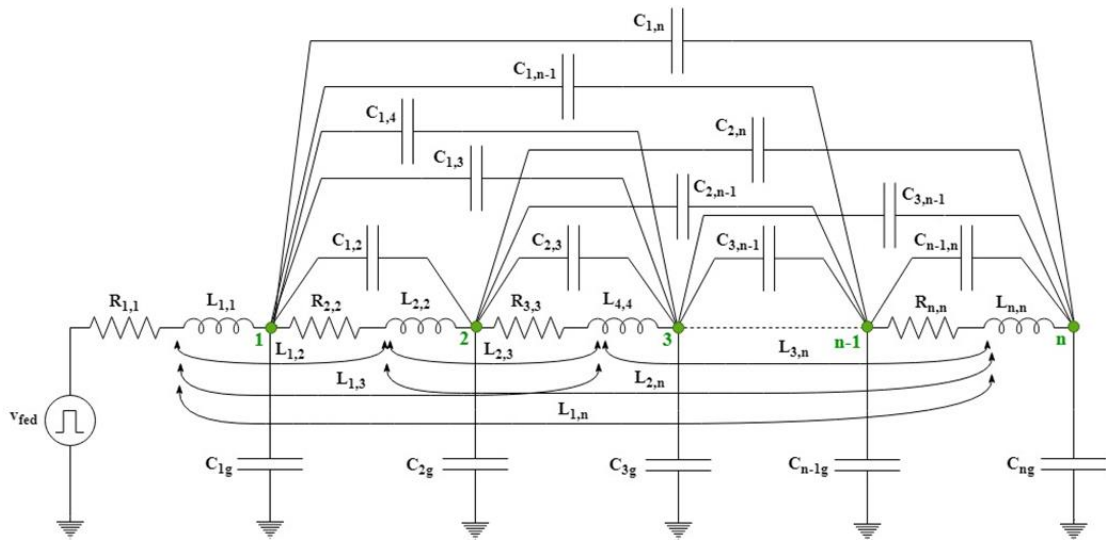 C1,n
C1,n-1
C1,4
C2,n
C1,3
C2,n-1
C3,n-1
C1,2
C2,3
C3,n-1
Cn-1,n
R1,1
L1,1
R2,2
L2,2
R3,3
L4,4
Rn,n
Ln,n
1
2
3
n-1
n
L1,2
L2,3
L3,n
L1,3
L2,n
L1,n
vfed
C1g
C2g
C3g
Cn-1g
Cng